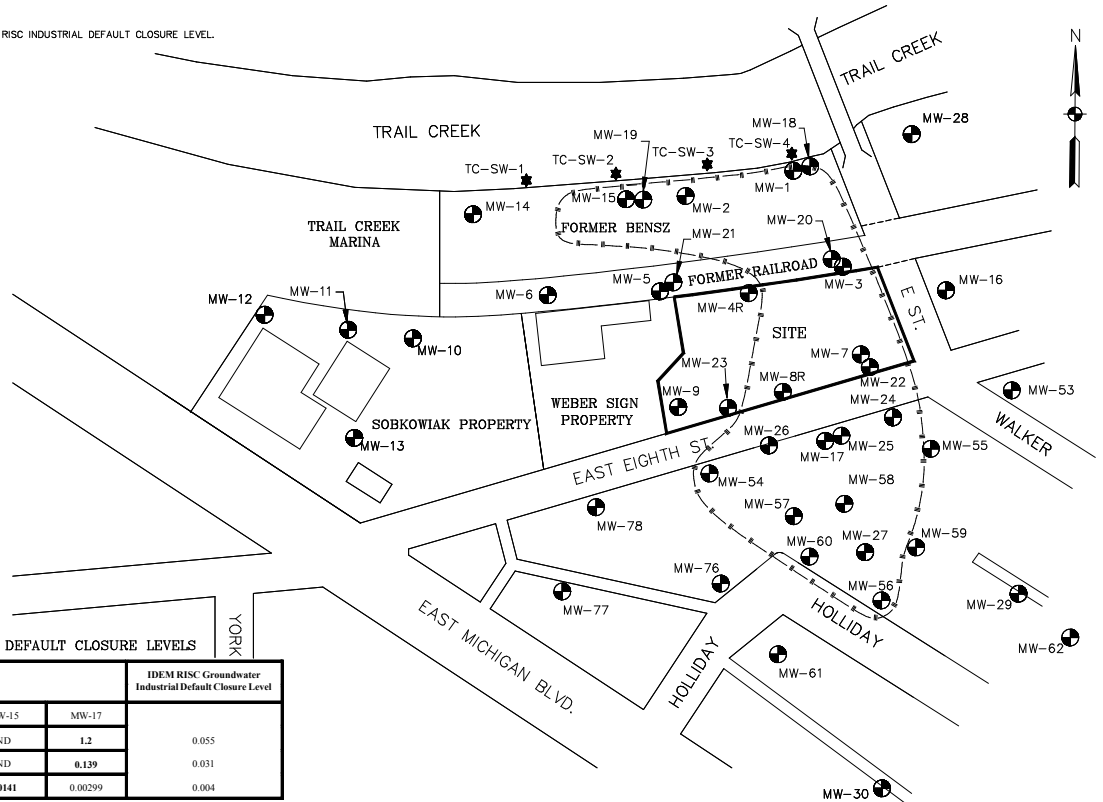 RISC INDUSTRIAL DEFAULT CLOSURE LEVEL.
N
TRAIL CREEK
MW-28
MW-18
TRAIL CREEK
MW-19
TC-SW-4
TC-SW-3
TC-SW-2
TC-SW-1
MW-1
MW-15
MW-2
MW-14
MW-20
TRAIL CREEK
MARINA
FORMER BENSZ
MW-21
FORMER RAILROAD
MW-5
MW-3
MW-6
MW-4R
E ST.
MW-16
MW-12
MW-11
MW-10
SITE
MW-7
MW-22
MW-23
MW-8R
MW-9
MW-24
MW-53
WEBER SIGN
PROPERTY
SOBKOWIAK PROPERTY
WALKER
MW-13
MW-26
MW-25
MW-17
MW-55
EAST EIGHTH ST.
MW-54
MW-58
MW-57
MW-78
MW-27
MW-59
MW-60
MW-76
MW-56
MW-77
MW-29
HOLLIDAY
EAST MICHIGAN BLVD.
YORK
MW-62
HOLLIDAY
MW-61
MW-30
DEFAULT CLOSURE LEVELS
IDEM RISC Groundwater
Industrial Default Closure Level
W-15 MW-17
ND 1.2 0.055
ND 0.139 0.031
0141 0.00299 0.004